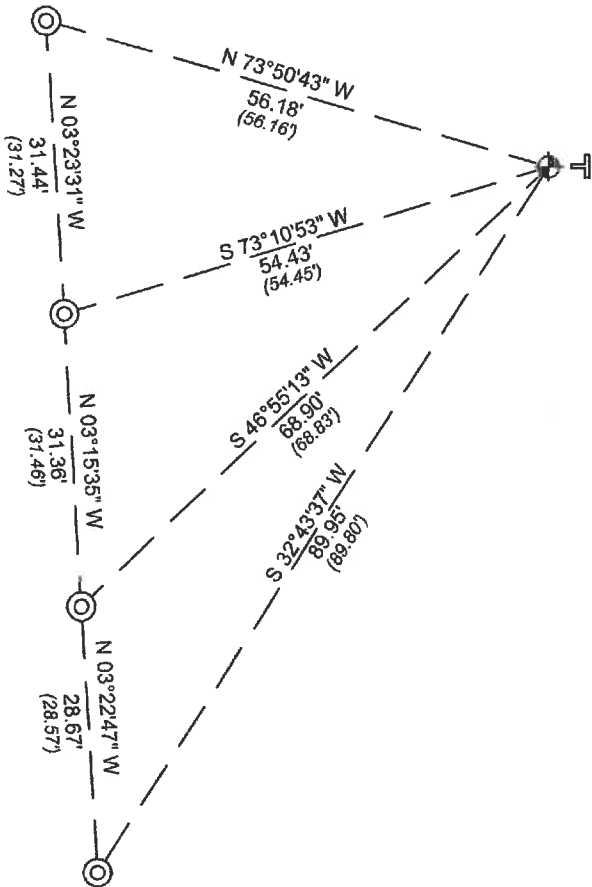 N 73°50'43" W
56.18'
(56.16')
N 03°23'31" W
31.44'
(31.27')
S 73°10'53" W
54.43'
(54.45')
S 46°55'13" W
68.90'
(68.83')
N 03°15'35" W
31.36'
(31.46')
S 32°43'37" W
89.95'
(89.80')
N 03°22'47" W
28.67'
(28.57')